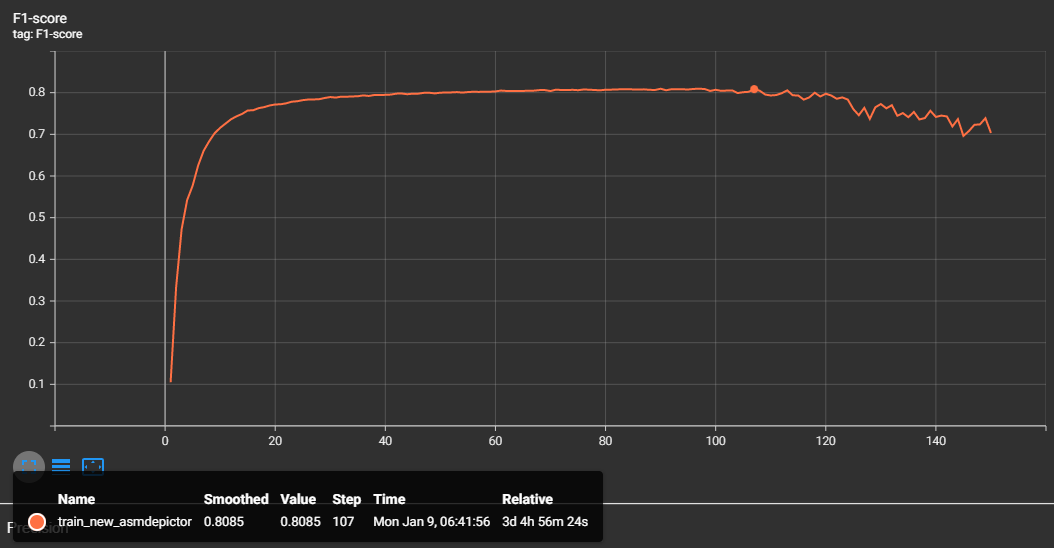 F1-score
tag: F1-score
0.8
0.7
0.6
0.5
0.4
0.3
0.2
0.1
0 20 40 60 80 100 120 140
Name Smoothed Value Step Time Relative
train_new_asmdepictor 0.8085 0.8085 107 Mon Jan 9, 06:41:56 3d 4h 56m 24s
Precision